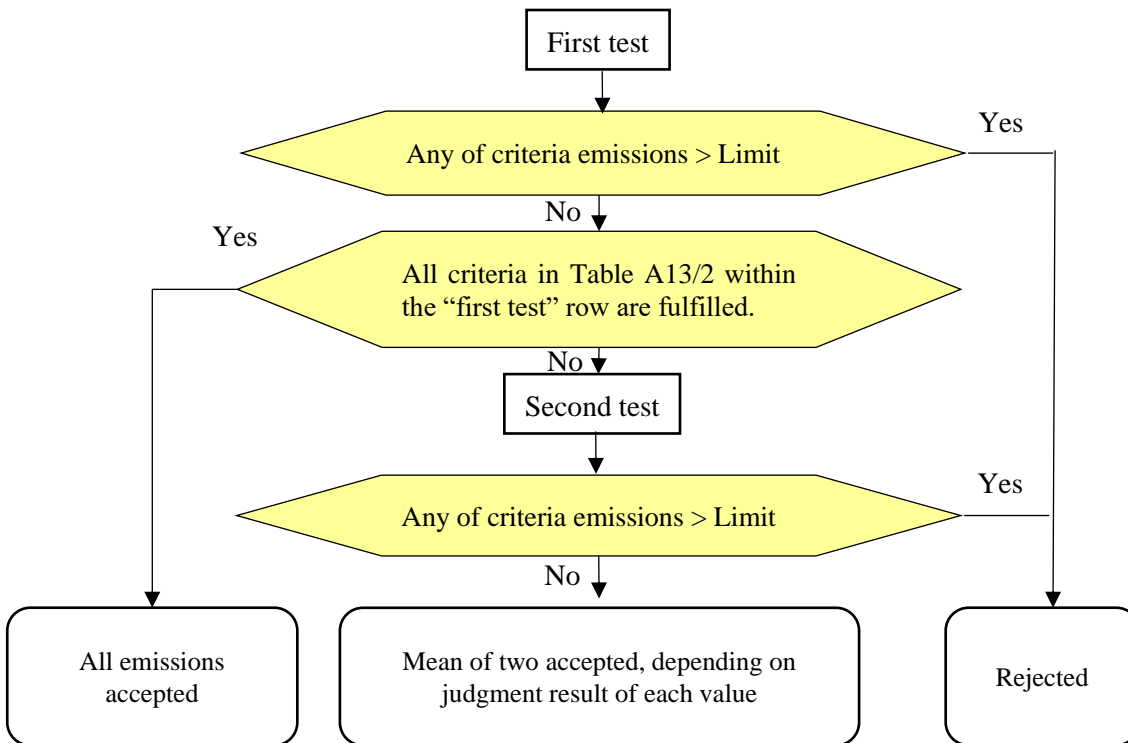 First test
Any of criteria emissions > Limit
Yes
No
Yes
All criteria in Table A13/2 within
the “first test” row are fulfilled.
No
Second test
Any of criteria emissions > Limit
Yes
No
All emissions
accepted
Mean of two accepted, depending on
judgment result of each value
Rejected